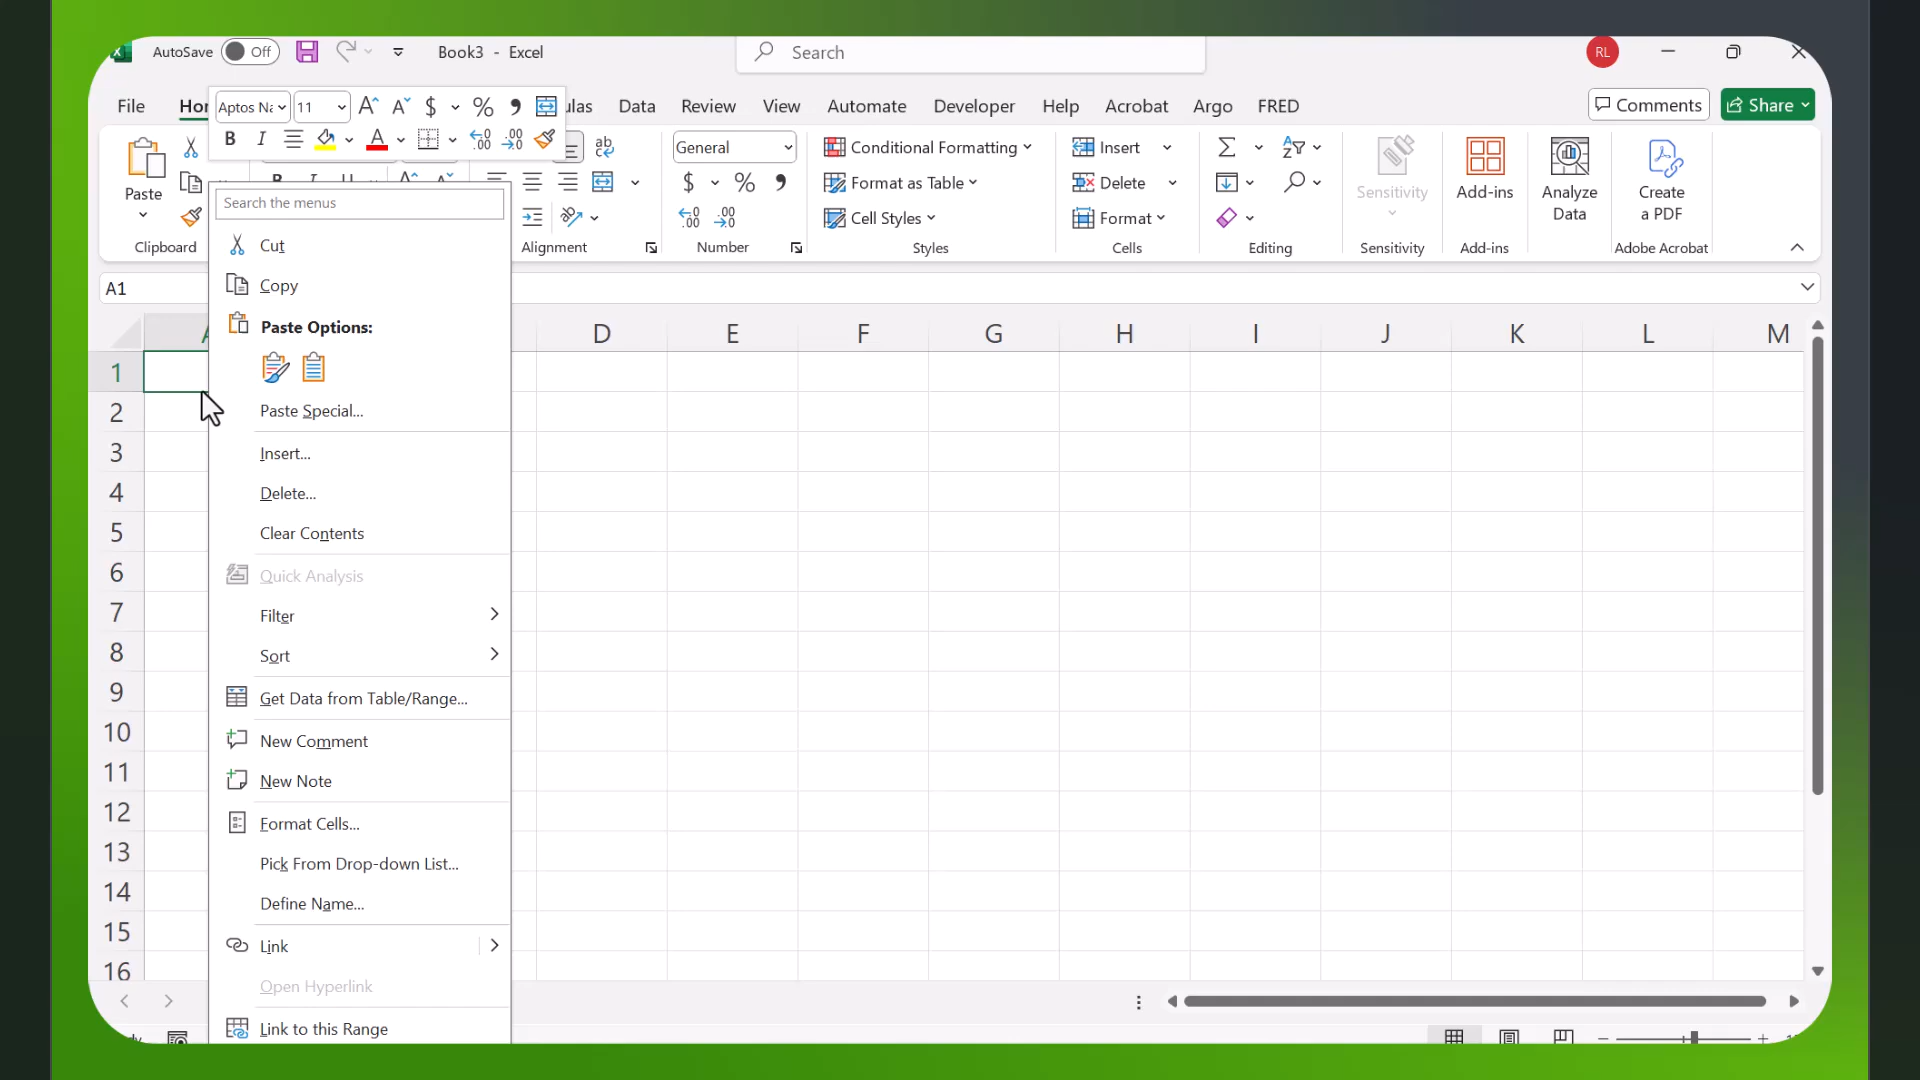 AutoSave Off Book3 - Excel Search RL
File Data Review View Automate Developer Help Acrobat Argo FRED Comments Share
Aptos Na 11 $ %
B I A
Paste
Clipboard
Alignment
General
$ %
Number
Conditional Formatting
Format as Table
Cell Styles
Styles
Insert
Delete
Format
Cells
Editing
Sensitivity
Sensitivity
Add-ins
Add-ins
Analyze
Data
Create
a PDF
Adobe Acrobat
A1
D E F G H I J K L M
1
2
3
4
5
6
7
8
9
10
11
12
13
14
15
16
Search the menus
Cut
Copy
Paste Options:
Paste Special...
Insert...
Delete...
Clear Contents
Quick Analysis
Filter
Sort
Get Data from Table/Range...
New Comment
New Note
Format Cells...
Pick From Drop-down List...
Define Name...
Link
Open Hyperlink
Link to this Range